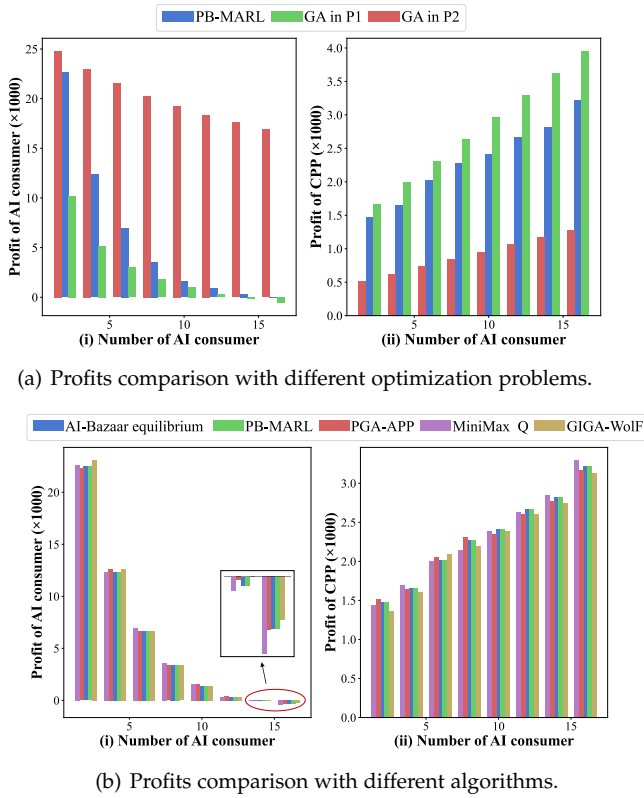 PB-MARL GA in P1 GA in P2
Profit of AI consumer (×1000)
25
20
15
10
5
0
5 10 15
(i) Number of AI consumer
Profit of CPP (×1000)
4.0
3.5
3.0
2.5
2.0
1.5
1.0
0.5
0.0
5 10 15
(ii) Number of AI consumer
(a) Profits comparison with different optimization problems.
AI-Bazaar equilibrium PB-MARL PGA-APP MiniMax Q GIGA-WolF
Profit of AI consumer (×1000)
20
15
10
5
0
5 10 15
(i) Number of AI consumer
Profit of CPP (×1000)
3.0
2.5
2.0
1.5
1.0
0.5
0.0
5 10 15
(ii) Number of AI consumer
(b) Profits comparison with different algorithms.